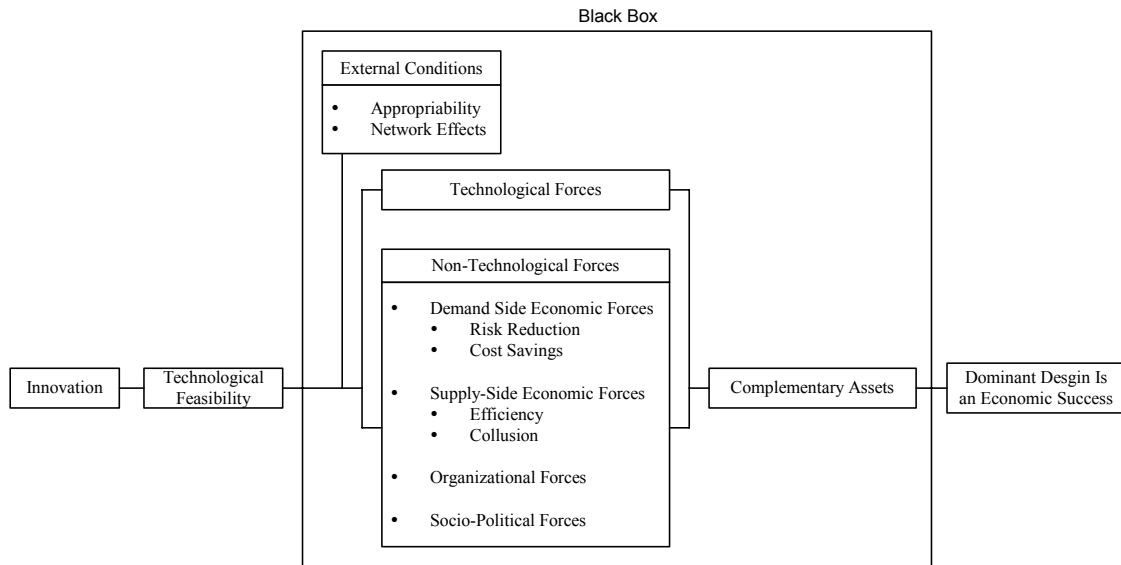 Black Box
External Conditions
• Appropriability
• Network Effects
Technological Forces
Non-Technological Forces
• Demand Side Economic Forces
• Risk Reduction
• Cost Savings
• Supply-Side Economic Forces
• Efficiency
• Collusion
• Organizational Forces
• Socio-Political Forces
Innovation
Technological
Feasibility
Complementary Assets
Dominant Desgin Is
an Economic Success